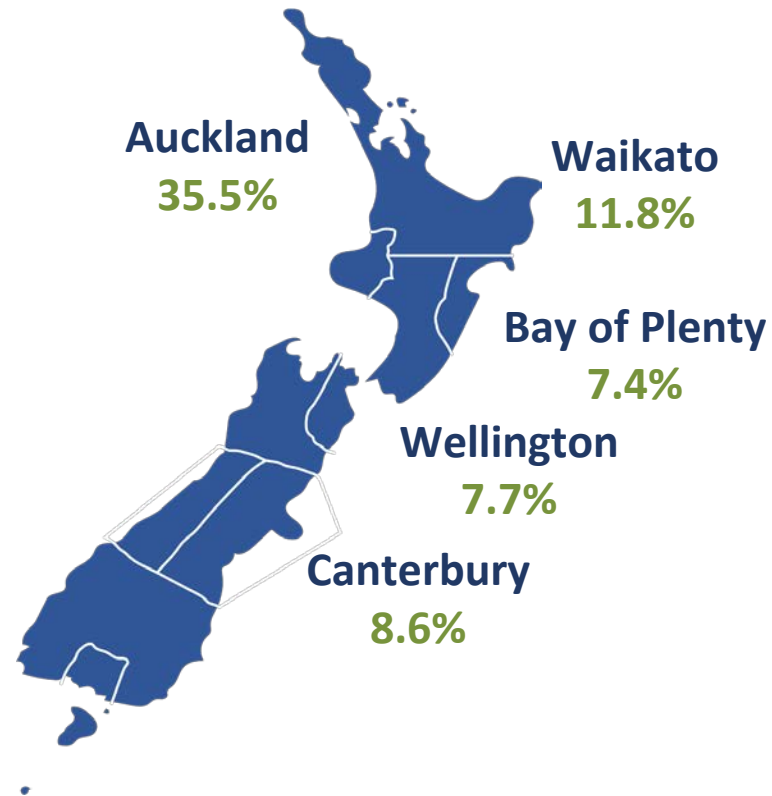 Auckland
35.5%
Waikato
11.8%
Bay of Plenty
7.4%
Wellington
7.7%
Canterbury
8.6%